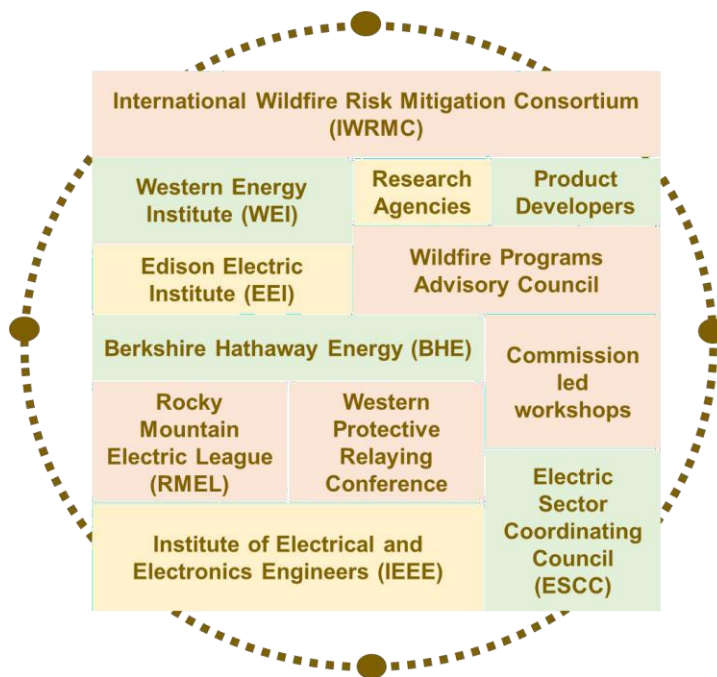 International Wildfire Risk Mitigation Consortium
(IWRMC)
Western Energy
Institute (WEI)
Research
Agencies
Product
Developers
Edison Electric
Institute (EEI)
Wildfire Programs
Advisory Council
Berkshire Hathaway Energy (BHE)
Commission
led
workshops
Rocky
Mountain
Electric League
(RMEL)
Western
Protective
Relaying
Conference
Electric
Sector
Coordinating
Council
(ESCC)
Institute of Electrical and
Electronics Engineers (IEEE)